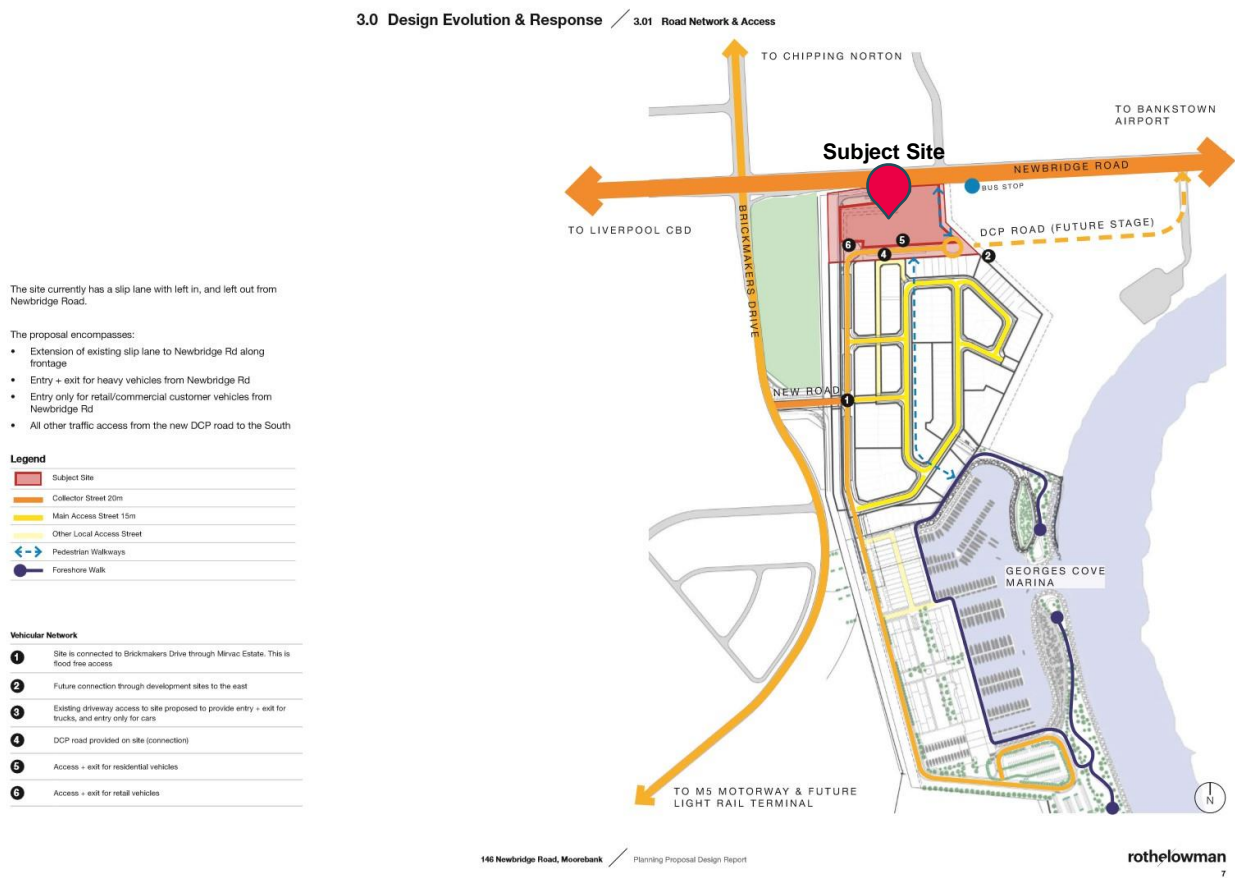 3.0 Design Evolution & Response 3.01 Road Network & Access
TO CHIPPING NORTON
TO BANKSTOWN
AIRPORT
Subject Site
NEWBRIDGE ROAD
BUS STOP
TO LIVERPOOL CBD
BRICKMAKERS DRIVE
DCP ROAD (FUTURE STAGE)
6
5
4
2
NEW ROAD
1
GEORGES COVE
MARINA
TO M5 MOTORWAY & FUTURE
LIGHT RAIL TERMINAL
N
The site currently has a slip lane with left in, and left out from
Newbridge Road.
The proposal encompasses:
• Extension of existing slip lane to Newbridge Rd along
frontage
• Entry + exit for heavy vehicles from Newbridge Rd
• Entry only for retail/commercial customer vehicles from
Newbridge Rd
• All other traffic access from the new DCP road to the South
Legend
Subject Site
Collector Street 20m
Main Access Street 15m
Other Local Access Street
Pedestrian Walkways
Foreshore Walk
Vehicular Network
1 Site is connected to Brickmakers Drive through Mirvac Estate. This is
flood free access
2 Future connection through development sites to the east
3 Existing driveway access to site proposed to provide entry + exit for
trucks, and entry only for cars
4 DCP road provided on site (connection)
5 Access + exit for residential vehicles
6 Access + exit for retail vehicles
146 Newbridge Road, Moorebank Planning Proposal Design Report
rothelowman
7